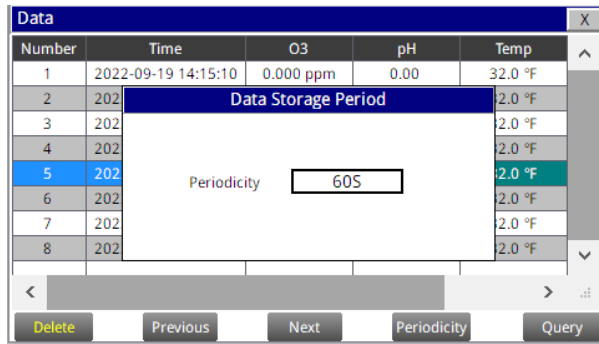 Data X
Number Time O3 pH Temp
1 2022-09-19 14:15:10 0.000 ppm 0.00 32.0 °F
2 202 Data Storage Period 2.0 °F
3 202 2.0 °F
4 202 2.0 °F
5 202 Periodicity 60S 2.0 °F
6 202 2.0 °F
7 202 2.0 °F
8 202 2.0 °F
Delete Previous Next Periodicity Query